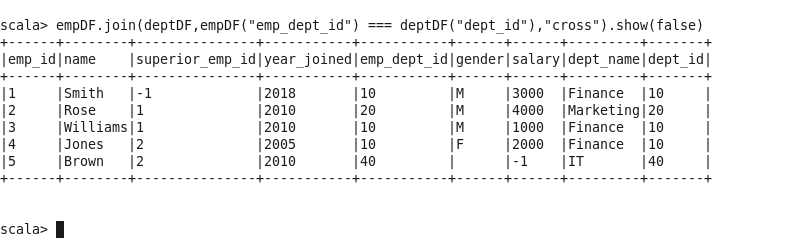 scala> empDF.join(deptDF,empDF("emp_dept_id") === deptDF("dept_id"),"cross").show(false)
+------+--------+---------------+-----------+-----------+------+------+---------+-------+
|emp_id|name    |superior_emp_id|year_joined|emp_dept_id|gender|salary|dept_name|dept_id|
+------+--------+---------------+-----------+-----------+------+------+---------+-------+
|1     |Smith   |-1             |2018       |10         |M     |3000  |Finance  |10     |
|2     |Rose    |1              |2010       |20         |M     |4000  |Marketing|20     |
|3     |Williams|1              |2010       |10         |M     |1000  |Finance  |10     |
|4     |Jones   |2              |2005       |10         |F     |2000  |Finance  |10     |
|5     |Brown   |2              |2010       |40         |      |-1    |IT       |40     |
+------+--------+---------------+-----------+-----------+------+------+---------+-------+
scala>